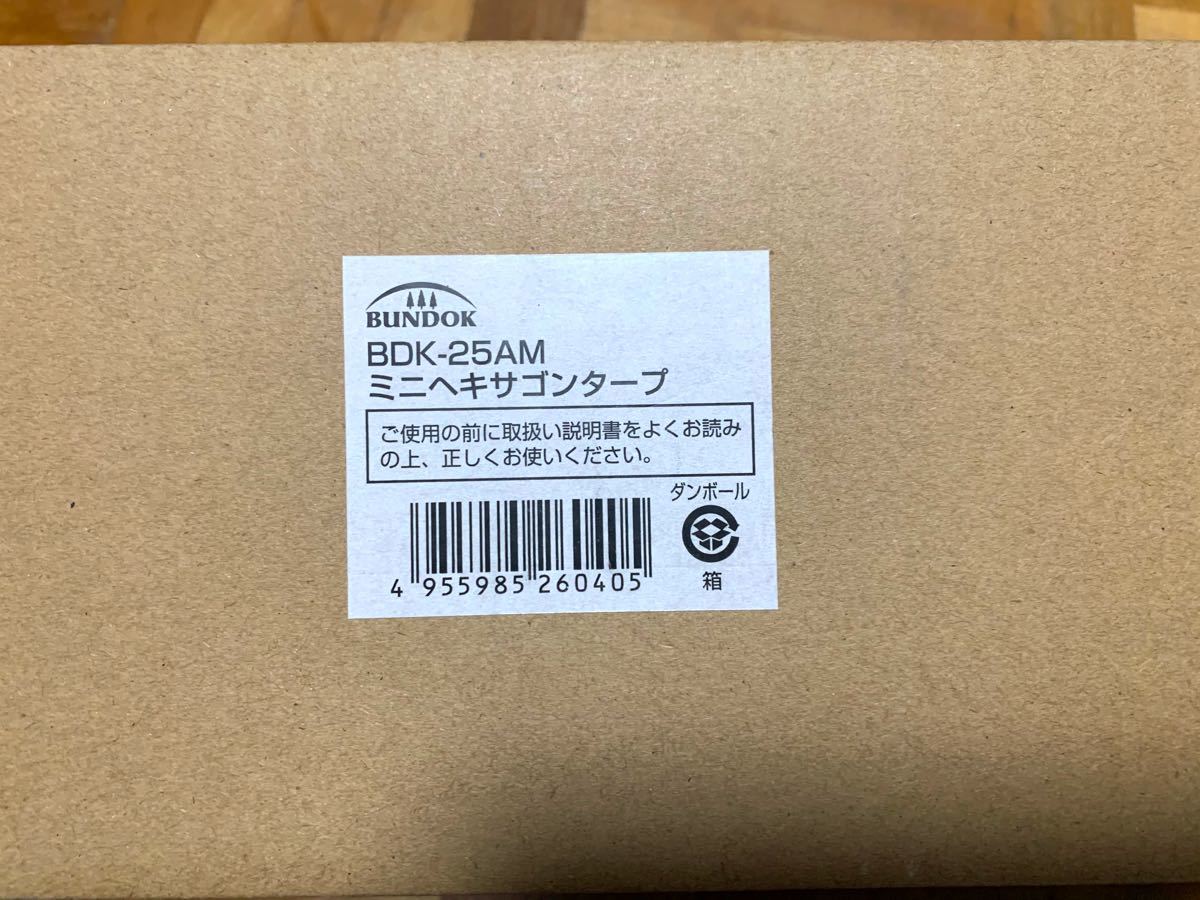 BUNDOK
BDK-25AM
ミニヘキサゴンタープ
ご使用の前に取扱い説明書をよくお読み
の上、正しくお使いください。
ダンボール
箱
4 955985 260405